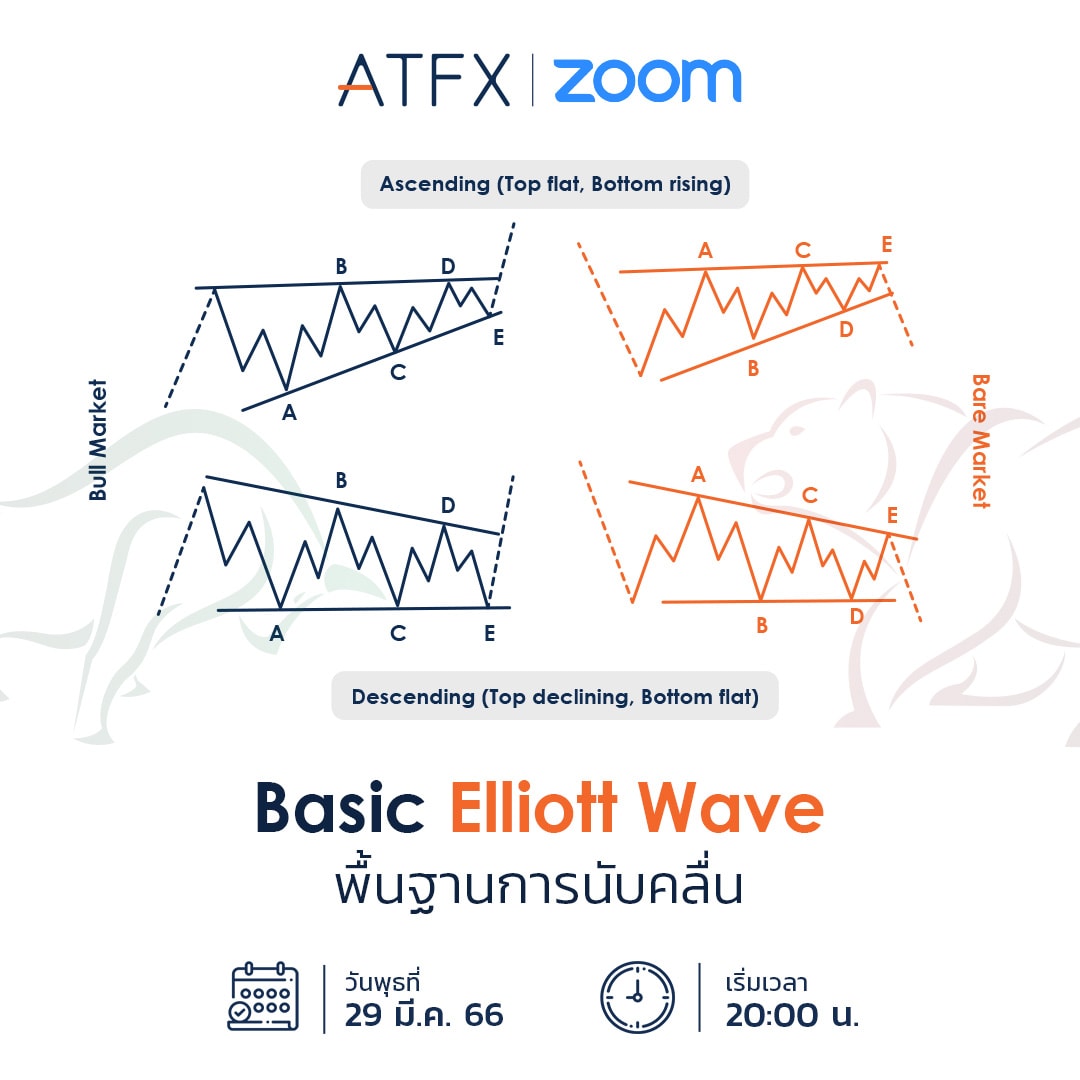 ATFX | zoom
Ascending (Top flat, Bottom rising)
B D
E
C
A
A C E
D
B
Bull Market
Bare Market
B
D
A C E
A
C
E
D
B
Descending (Top declining, Bottom flat)
Basic Elliott Wave
พื้นฐานการนับคลื่น
วันพุธที่
29 มี.ค. 66
เริ่มเวลา
20:00 น.